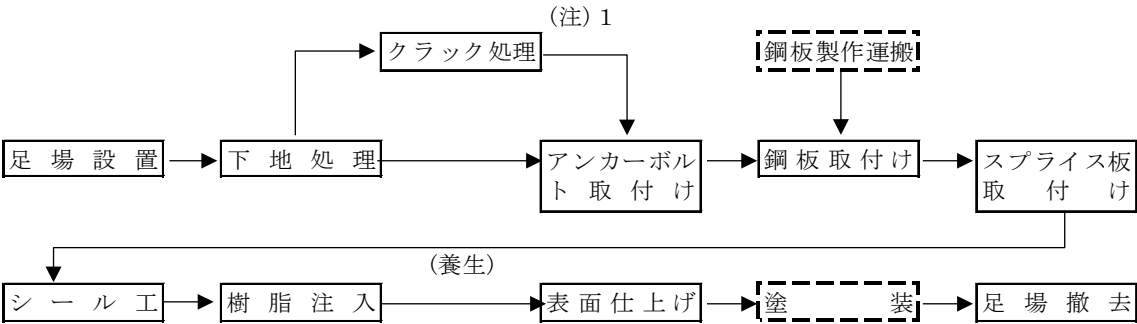 (注) 1
クラック処理
鋼板製作運搬
足場設置
下地処理
アンカーボル
ト取付け
鋼板取付け
スプライス板
取付け
(養生)
シール工
樹脂注入
表面仕上げ
塗装
足場撤去